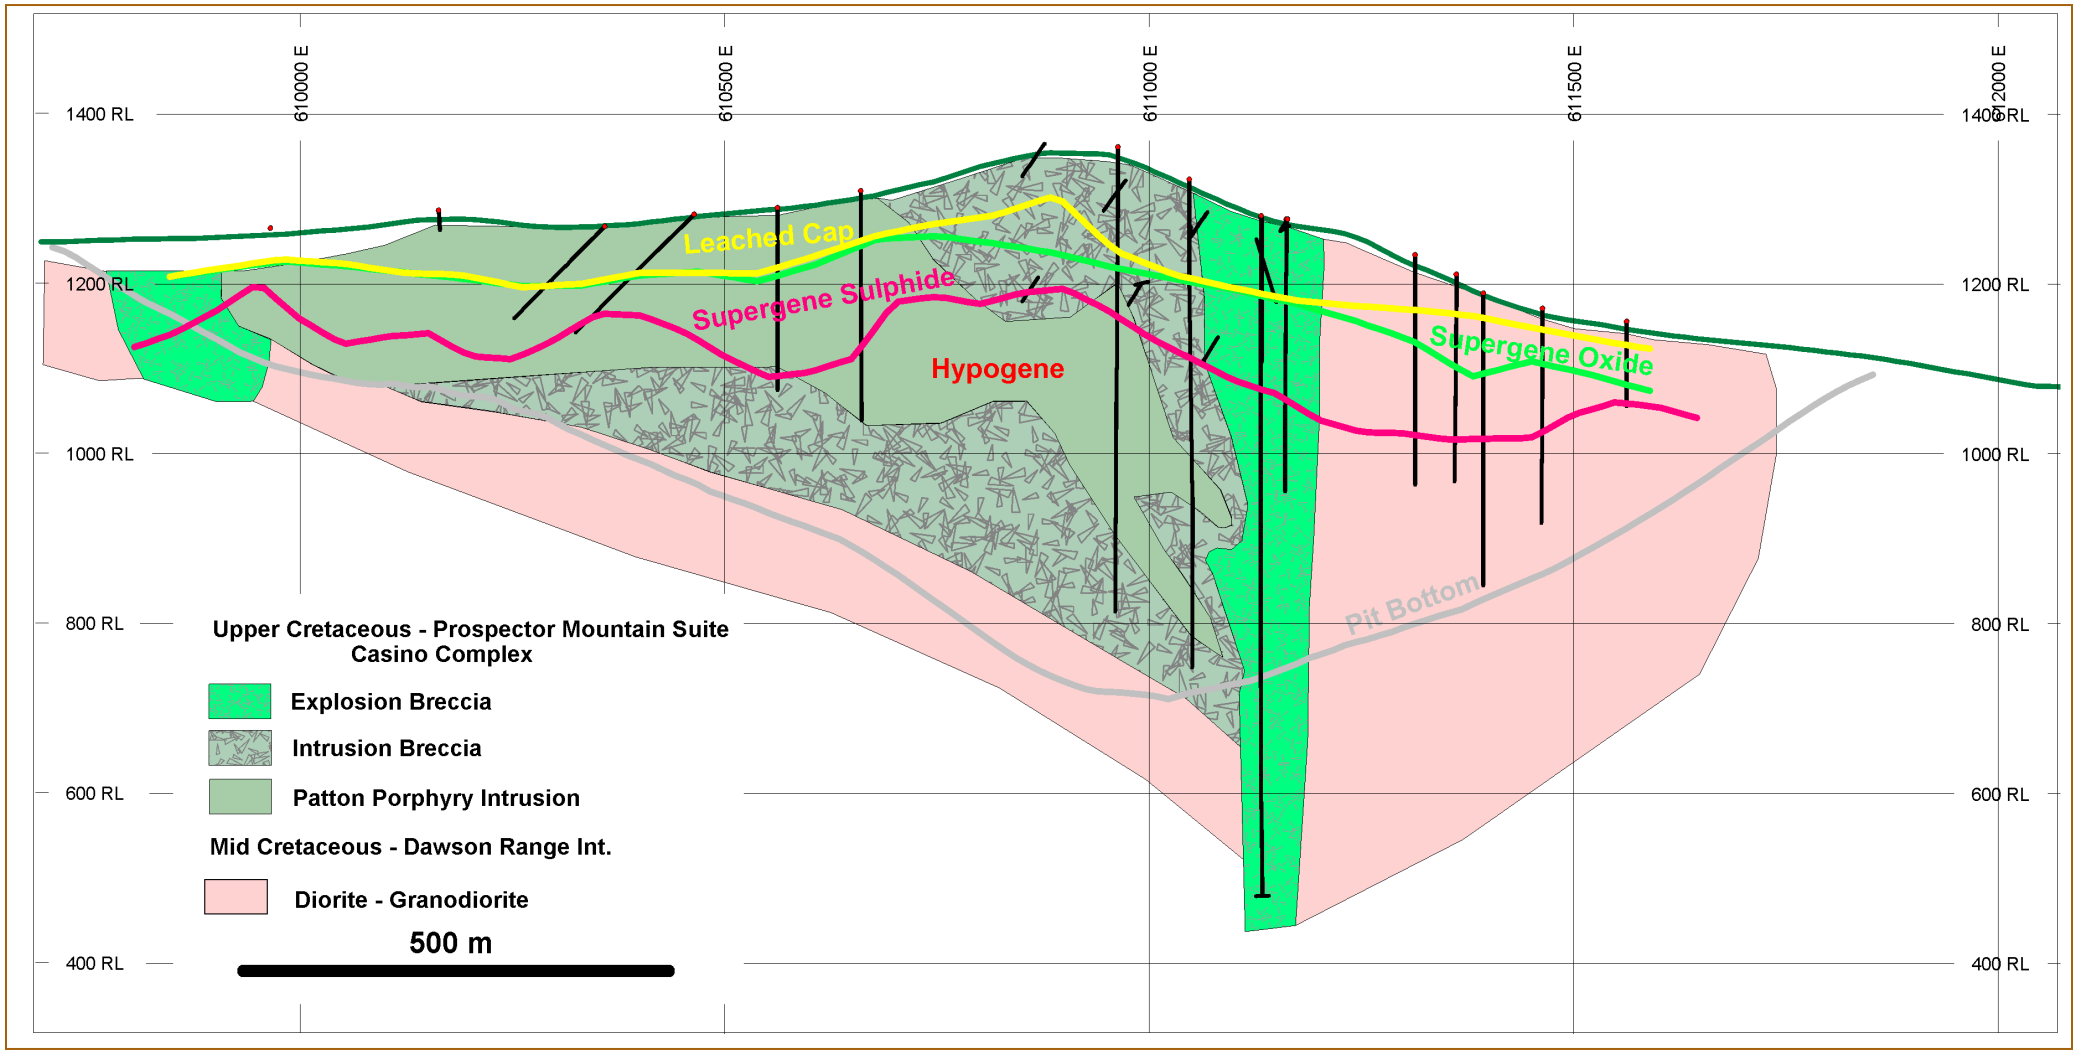 610000 E
610500 E
611000 E
611500 E
612000 E
1400 RL
1400 RL
Leached Cap
1200 RL
1200 RL
Supergene Sulphide
Supergene Oxide
Hypogene
1000 RL
1000 RL
Pit Bottom
800 RL
800 RL
Upper Cretaceous - Prospector Mountain Suite
Casino Complex
Explosion Breccia
Intrusion Breccia
600 RL
600 RL
Patton Porphyry Intrusion
Mid Cretaceous - Dawson Range Int.
Diorite - Granodiorite
500 m
400 RL
400 RL